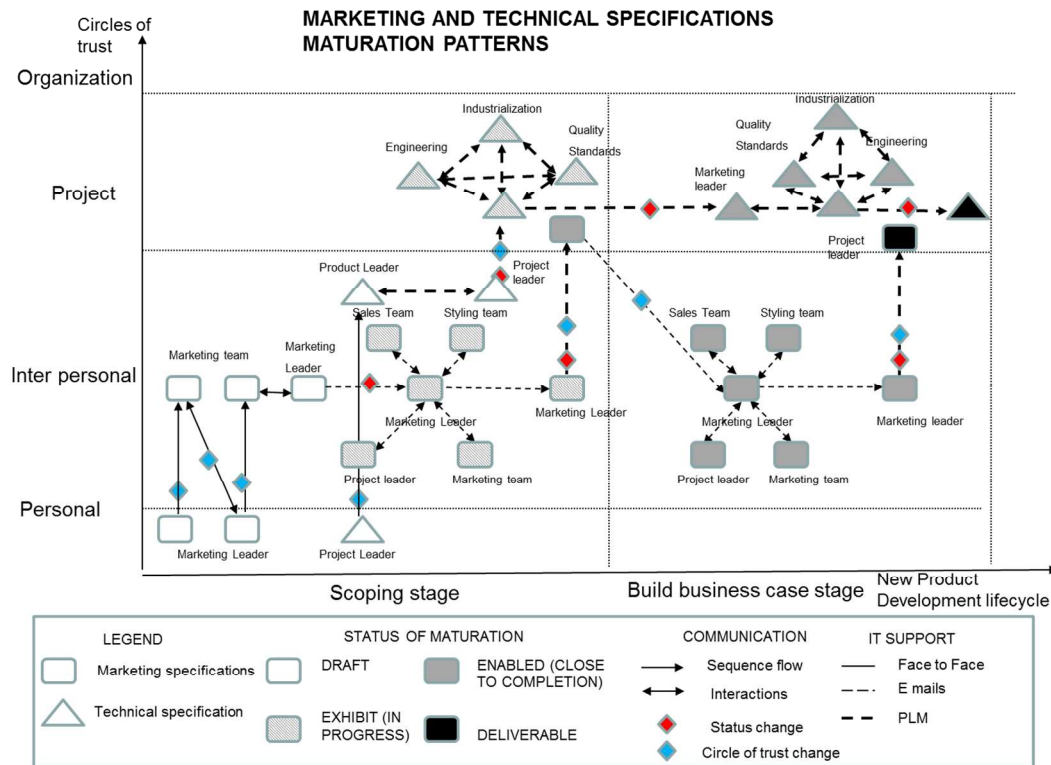 MARKETING AND TECHNICAL SPECIFICATIONS
MATURATION PATTERNS
Circles of
trust
Organization
Project
Inter personal
Personal
Industrialization
Engineering
Quality
Standards
Industrialization
Quality
Standards
Engineering
Marketing
leader
Project
leader
Product Leader
Project
leader
Sales Team
Styling team
Marketing team
Marketing
Leader
Marketing Leader
Marketing Leader
Project leader
Marketing team
Sales Team
Styling team
Marketing Leader
Marketing Leader
Project leader
Marketing team
Marketing Leader
Project Leader
Scoping stage
Build business case stage
New Product
Development lifecycle
LEGEND
Marketing specifications
Technical specification
STATUS OF MATURATION
DRAFT
ENABLED (CLOSE
TO COMPLETION)
EXHIBIT (IN
PROGRESS)
DELIVERABLE
COMMUNICATION
Sequence flow
Interactions
Status change
Circle of trust change
IT SUPPORT
Face to Face
E mails
PLM